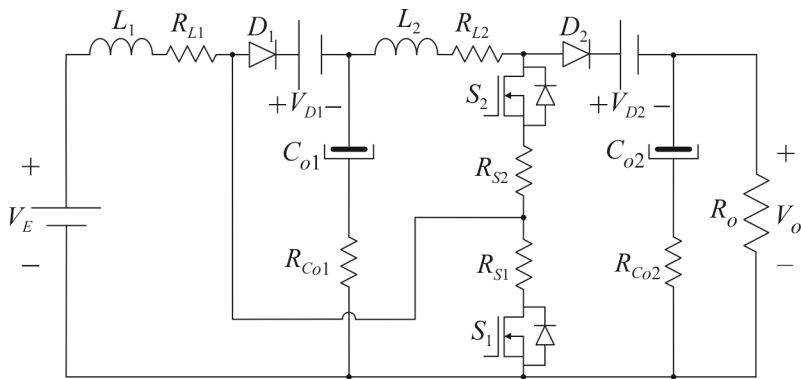 L1 RL1 D1 L2 RL2 D2
+VD1− S2 +VD2−
Co1 Co2
+ RS2 +
VE Ro Vo
− RCo1 RS1 RCo2 −
S1